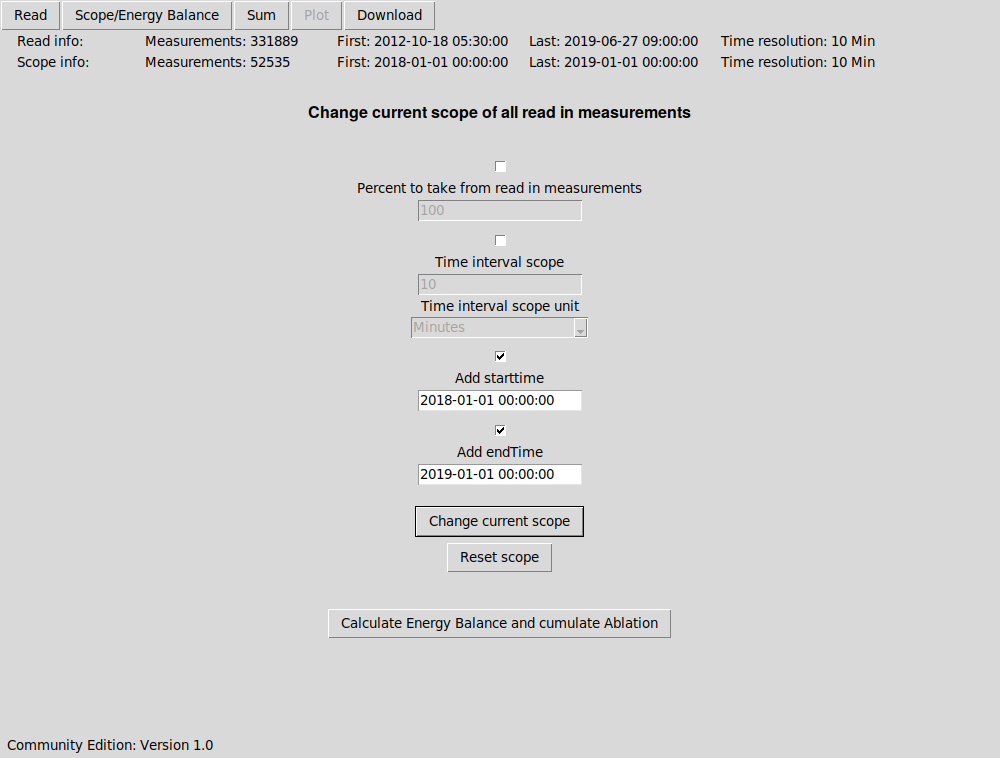 Read Scope/Energy Balance Sum Plot Download
Read info: Measurements: 331889 First: 2012-10-18 05:30:00 Last: 2019-06-27 09:00:00 Time resolution: 10 Min
Scope info: Measurements: 52535 First: 2018-01-01 00:00:00 Last: 2019-01-01 00:00:00 Time resolution: 10 Min
Change current scope of all read in measurements
Percent to take from read in measurements
100
Time interval scope
10
Time interval scope unit
Minutes
Add starttime
2018-01-01 00:00:00
Add endTime
2019-01-01 00:00:00
Change current scope
Reset scope
Calculate Energy Balance and cumulate Ablation
Community Edition: Version 1.0